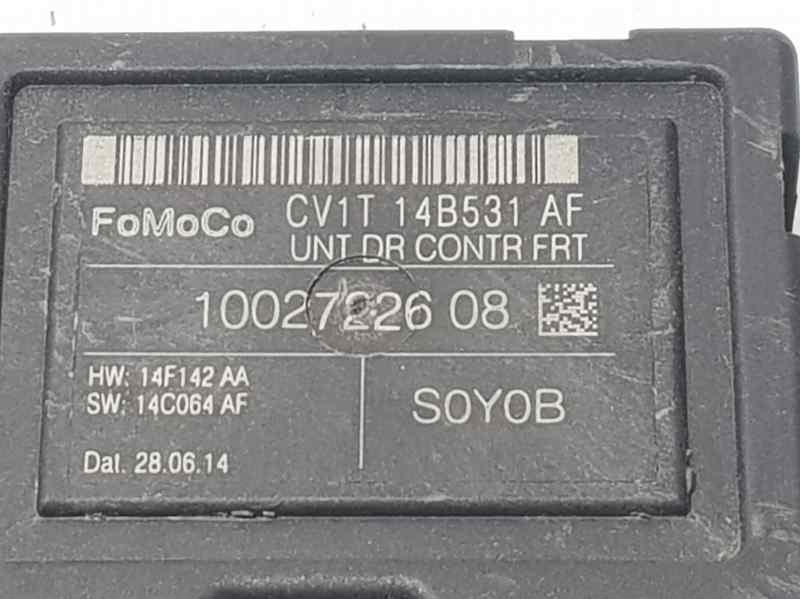 FoMoCo CV1T 14B531 AF
UNT DR CONTR FRT
10027226 08
HW: 14F142 AA
SW: 14C064 AF
S0Y0B
Dat. 28.06.14